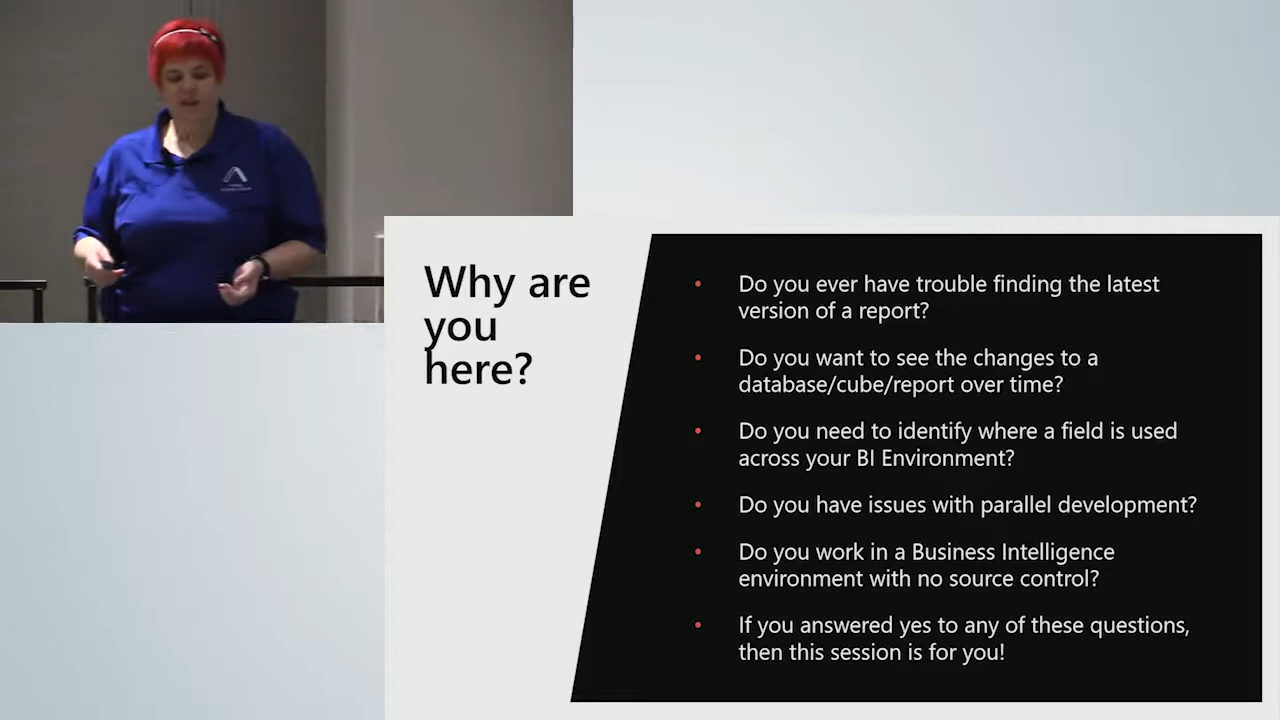 Why are
you
here?
• Do you ever have trouble finding the latest
version of a report?
• Do you want to see the changes to a
database/cube/report over time?
• Do you need to identify where a field is used
across your BI Environment?
• Do you have issues with parallel development?
• Do you work in a Business Intelligence
environment with no source control?
• If you answered yes to any of these questions,
then this session is for you!